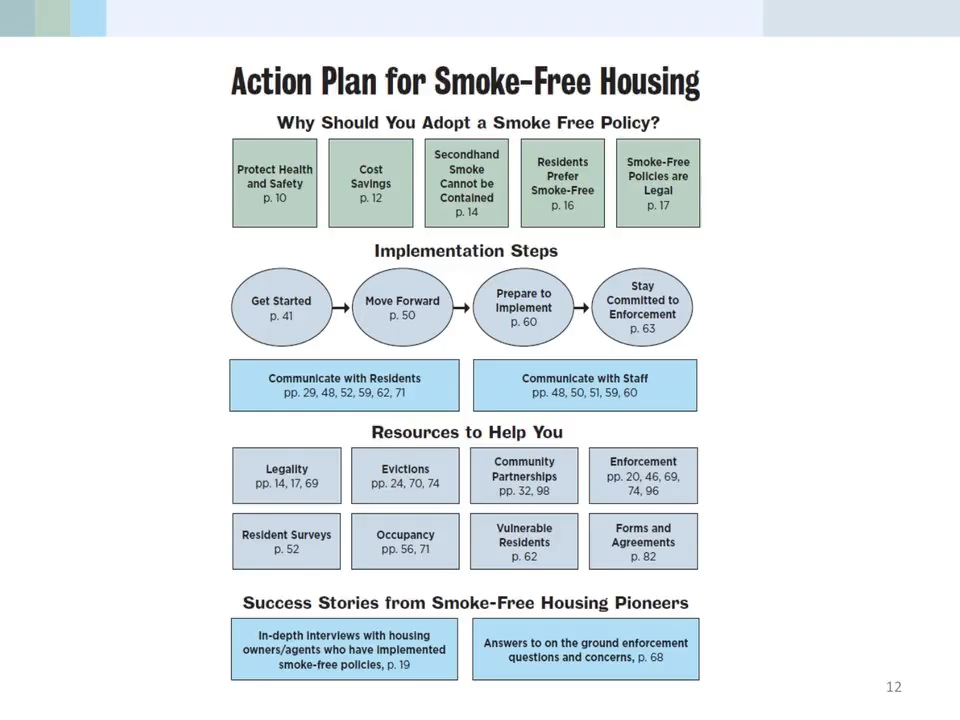 Action Plan for Smoke-Free Housing
Why Should You Adopt a Smoke Free Policy?
Protect Health
and Safety
p. 10
Cost
Savings
p. 12
Secondhand
Smoke
Cannot be
Contained
p. 14
Residents
Prefer
Smoke-Free
p. 16
Smoke-Free
Policies are
Legal
p. 17
Implementation Steps
Get Started
p. 41
Move Forward
p. 50
Prepare to
Implement
p. 60
Stay
Committed to
Enforcement
p. 63
Communicate with Residents
pp. 29, 48, 52, 59, 62, 71
Communicate with Staff
pp. 48, 50, 51, 59, 60
Resources to Help You
Legality
pp. 14, 17, 69
Evictions
pp. 24, 70, 74
Community
Partnerships
pp. 32, 98
Enforcement
pp. 20, 46, 69,
74, 96
Resident Surveys
p. 52
Occupancy
pp. 56, 71
Vulnerable
Residents
p. 62
Forms and
Agreements
p. 82
Success Stories from Smoke-Free Housing Pioneers
In-depth interviews with housing
owners/agents who have implemented
smoke-free policies, p. 19
Answers to on the ground enforcement
questions and concerns, p. 68
12